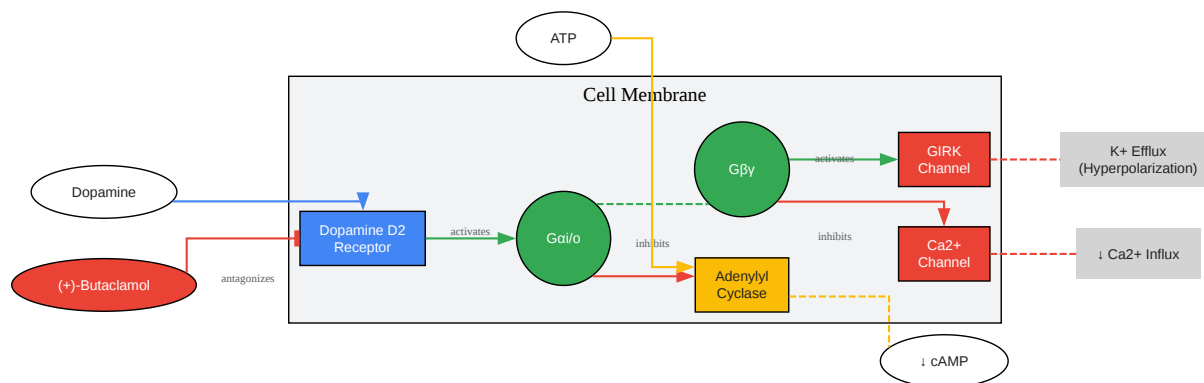 ATP
Cell Membrane
Dopamine
(+)-Butaclamol
antagonizes
Dopamine D2
Receptor
activates
Gαi/o
inhibits
Gβγ
activates
inhibits
Adenylyl
Cyclase
GIRK
Channel
Ca2+
Channel
K+ Efflux
(Hyperpolarization)
↓ Ca2+ Influx
↓ cAMP